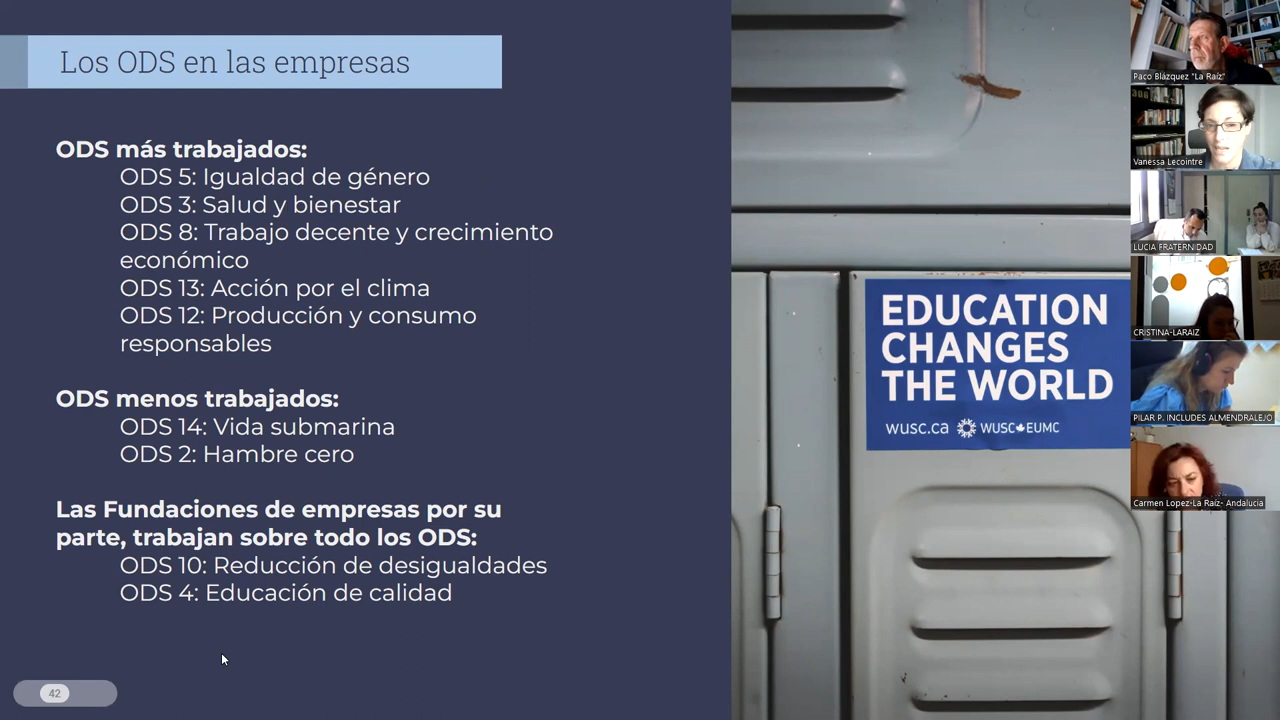 Los ODS en las empresas
ODS más trabajados:
ODS 5: Igualdad de género
ODS 3: Salud y bienestar
ODS 8: Trabajo decente y crecimiento
económico
ODS 13: Acción por el clima
ODS 12: Producción y consumo
responsables
ODS menos trabajados:
ODS 14: Vida submarina
ODS 2: Hambre cero
Las Fundaciones de empresas por su
parte, trabajan sobre todo los ODS:
ODS 10: Reducción de desigualdades
ODS 4: Educación de calidad
42
EDUCATION
CHANGES
THE WORLD
wusc.ca WUSC EUMC
Paco Blázquez "La Raíz"
Vanessa Lecointre
LUCIA FRATERNIDAD
CRISTINA-LARAIZ
PILAR P. INCLUDES ALMENDRALEJO
Carmen Lopez-La Raíz- Andalucia